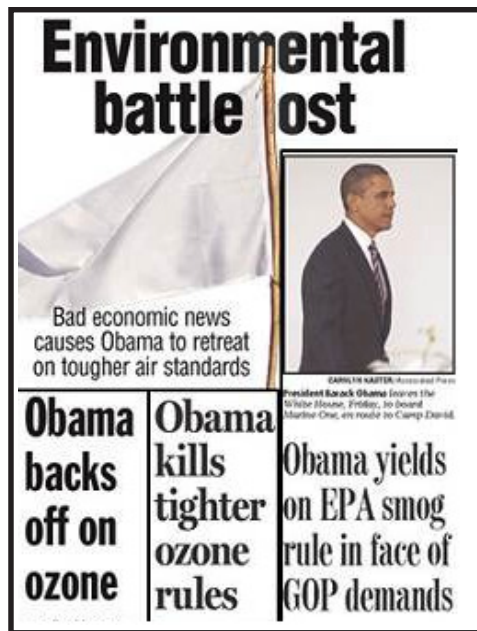 Environmental
battle lost
Bad economic news
causes Obama to retreat
on tougher air standards
CAROLYN KASTER/Associated Press
President Barack Obama leaves the
White House, Friday, to board
Marine One, en route to Camp David.
Obama
backs
off on
ozone
Obama
kills
tighter
ozone
rules
Obama yields
on EPA smog
rule in face of
GOP demands